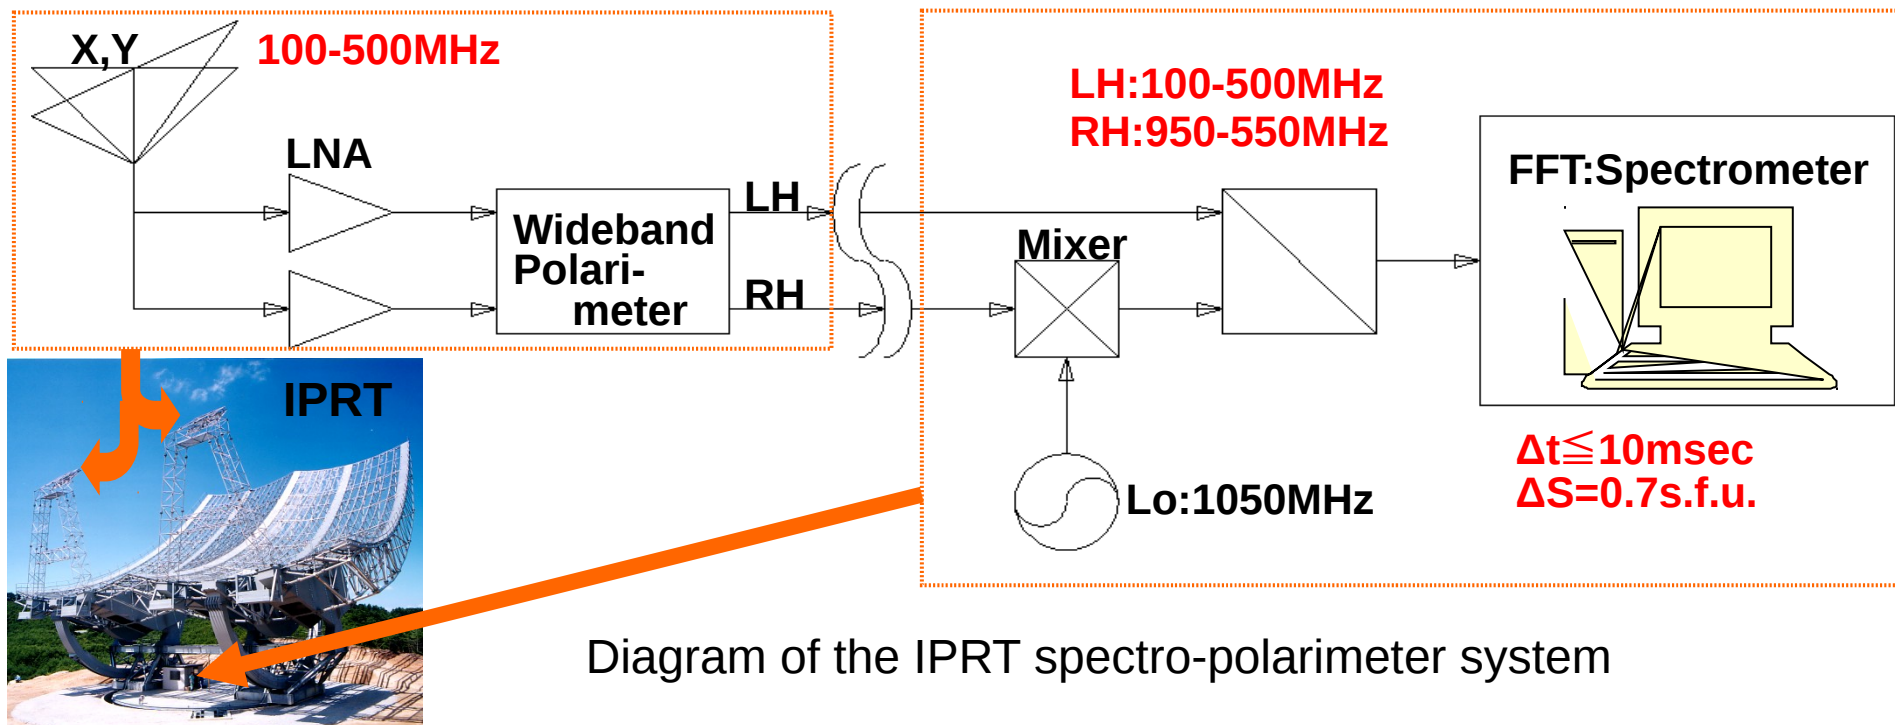 X,Y
100-500MHz
LNA
Wideband
Polari-
meter
LH
RH
LH:100-500MHz
RH:950-550MHz
Mixer
Lo:1050MHz
FFT:Spectrometer
Δt≦10msec
ΔS=0.7s.f.u.
IPRT
Diagram of the IPRT spectro-polarimeter system